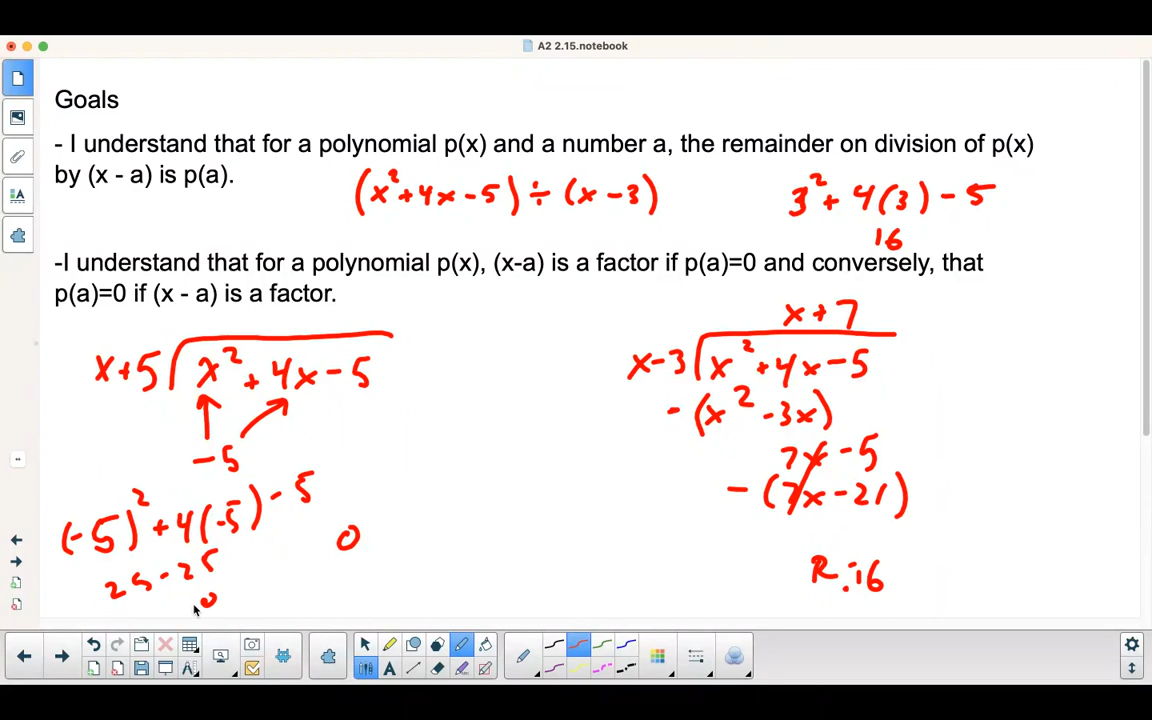 A2 2.15.notebook
Goals
- I understand that for a polynomial p(x) and a number a, the remainder on division of p(x)
by (x - a) is p(a).
(x²+4x-5)÷(x-3)
3²+4(3)-5
16
-I understand that for a polynomial p(x), (x-a) is a factor if p(a)=0 and conversely, that
p(a)=0 if (x - a) is a factor.
x+5 x²+4x-5
-5
(-5)²+4(-5)-5
0
25-25
0
x+7
x-3 x²+4x-5
-(x²-3x)
7x-5
-(7x-21)
R:16